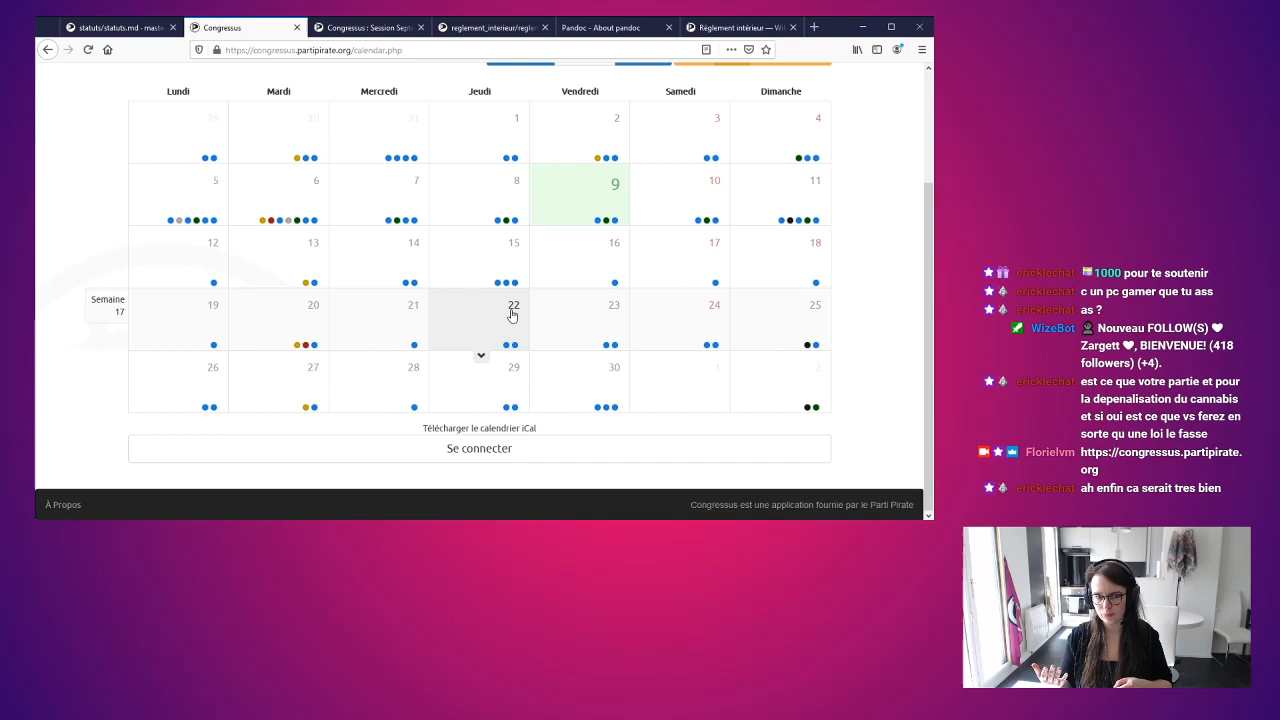 statuts/statuts.md · maste
Congressus
Congressus : Session Sept
reglement_interieur/regle
Pandoc - About pandoc
Règlement intérieur — Wi
https://congressus.partipirate.org/calendar.php
Lundi Mardi Mercredi Jeudi Vendredi Samedi Dimanche
29 30 31 1 2 3 4
5 6 7 8 9 10 11
12 13 14 15 16 17 18
Semaine
17
19 20 21 22 23 24 25
26 27 28 29 30 1 2
Télécharger le calendrier iCal
Se connecter
À Propos
Congressus est une application fournie par le Parti Pirate
ericklechat 1000 pour te soutenir
ericklechat c un pc gamer que tu ass
ericklechat as ?
WizeBot Nouveau FOLLOW(S)
Zargett , BIENVENUE! (418
followers) (+4).
ericklechat est ce que votre partie et pour
la depenalisation du cannabis
et si oui est ce que vs ferez en
sorte qu une loi le fasse
Florielvm https://congressus.partipirate.
org
ericklechat ah enfin ca serait tres bien